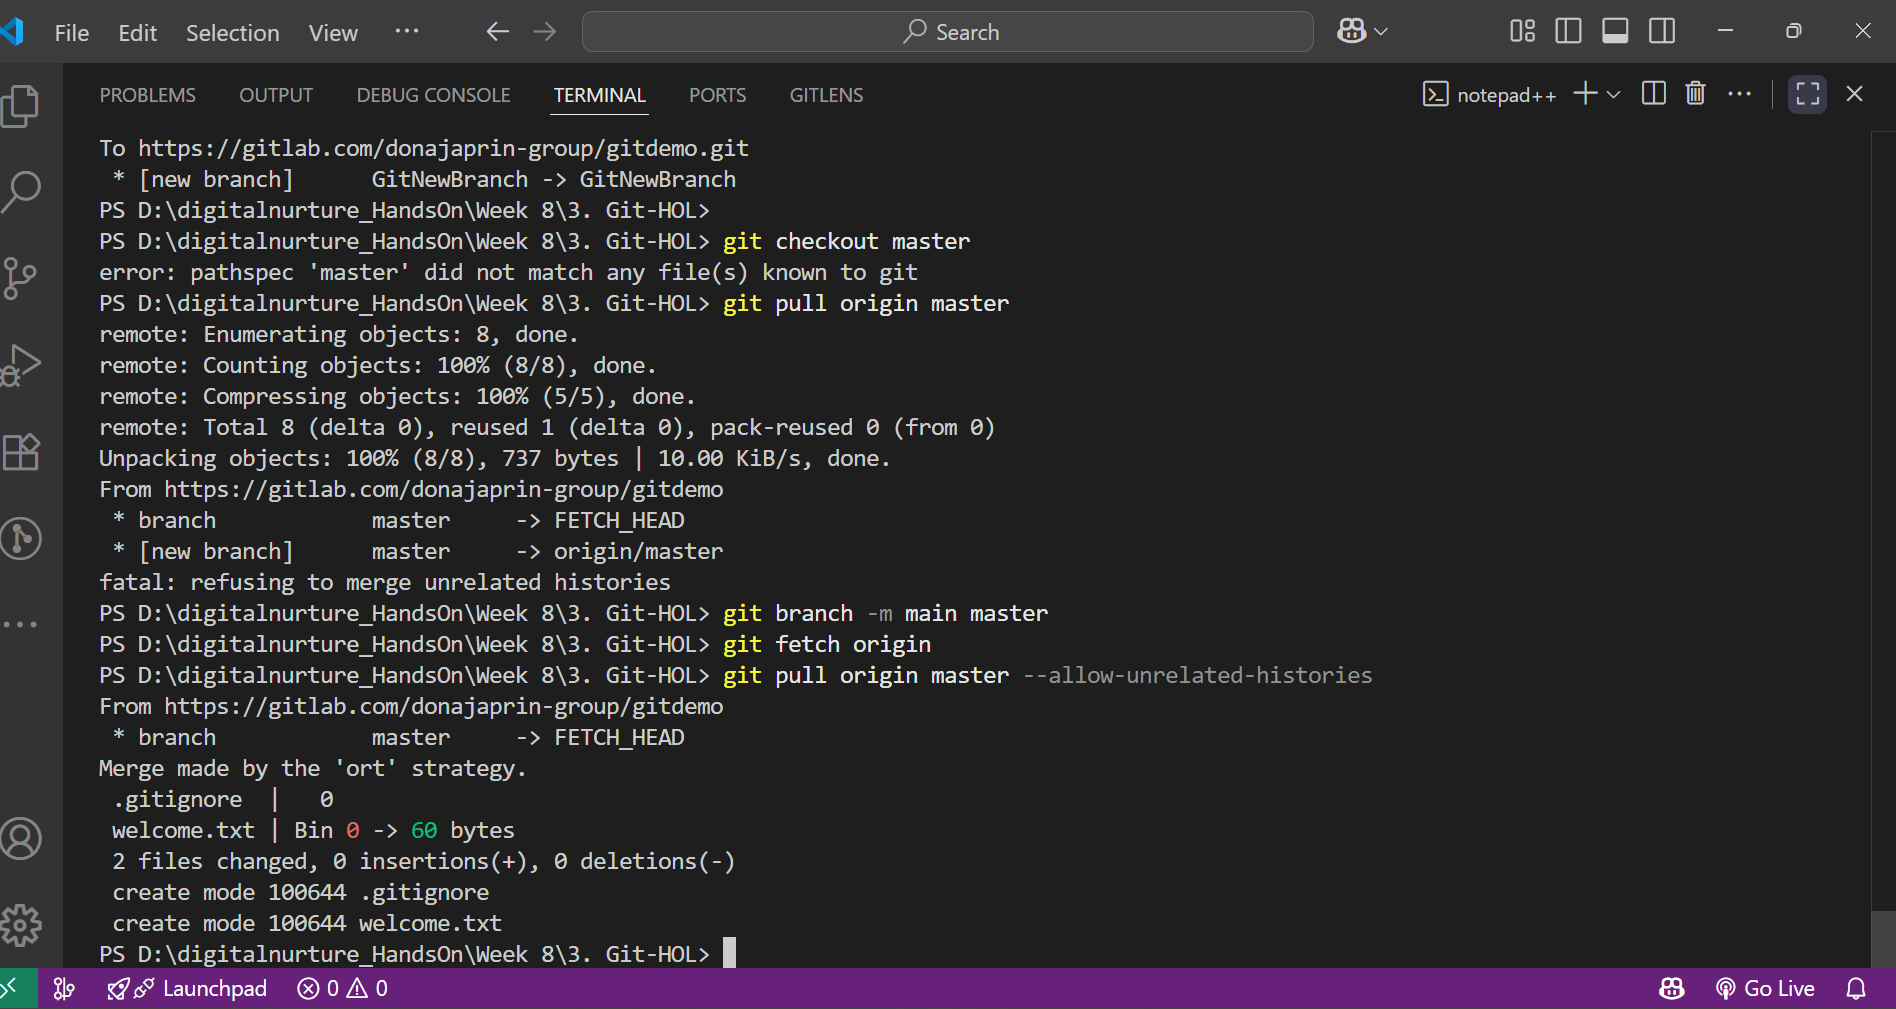 File Edit Selection View ··· Search
PROBLEMS OUTPUT DEBUG CONSOLE TERMINAL PORTS GITLENS notepad++
To https://gitlab.com/donajaprin-group/gitdemo.git
 * [new branch]      GitNewBranch -> GitNewBranch
PS D:\digitalnurture_HandsOn\Week 8\3. Git-HOL>
PS D:\digitalnurture_HandsOn\Week 8\3. Git-HOL> git checkout master
error: pathspec 'master' did not match any file(s) known to git
PS D:\digitalnurture_HandsOn\Week 8\3. Git-HOL> git pull origin master
remote: Enumerating objects: 8, done.
remote: Counting objects: 100% (8/8), done.
remote: Compressing objects: 100% (5/5), done.
remote: Total 8 (delta 0), reused 1 (delta 0), pack-reused 0 (from 0)
Unpacking objects: 100% (8/8), 737 bytes | 10.00 KiB/s, done.
From https://gitlab.com/donajaprin-group/gitdemo
 * branch            master     -> FETCH_HEAD
 * [new branch]      master     -> origin/master
fatal: refusing to merge unrelated histories
PS D:\digitalnurture_HandsOn\Week 8\3. Git-HOL> git branch -m main master
PS D:\digitalnurture_HandsOn\Week 8\3. Git-HOL> git fetch origin
PS D:\digitalnurture_HandsOn\Week 8\3. Git-HOL> git pull origin master --allow-unrelated-histories
From https://gitlab.com/donajaprin-group/gitdemo
 * branch            master     -> FETCH_HEAD
Merge made by the 'ort' strategy.
 .gitignore  |   0
 welcome.txt | Bin 0 -> 60 bytes
 2 files changed, 0 insertions(+), 0 deletions(-)
 create mode 100644 .gitignore
 create mode 100644 welcome.txt
PS D:\digitalnurture_HandsOn\Week 8\3. Git-HOL>
Launchpad 0 0 Go Live